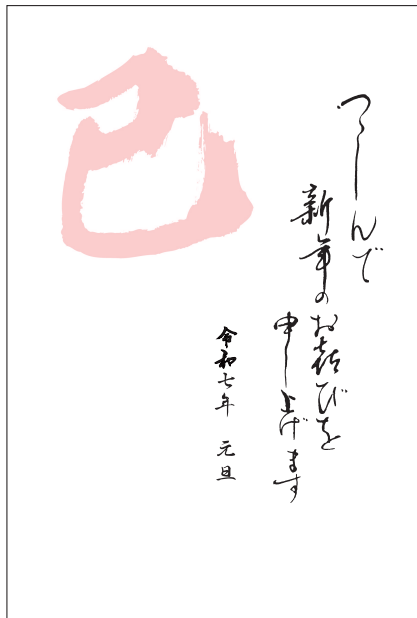 つゝしんで
新年のお喜びを
申し上げます
令和七年　元旦
巳